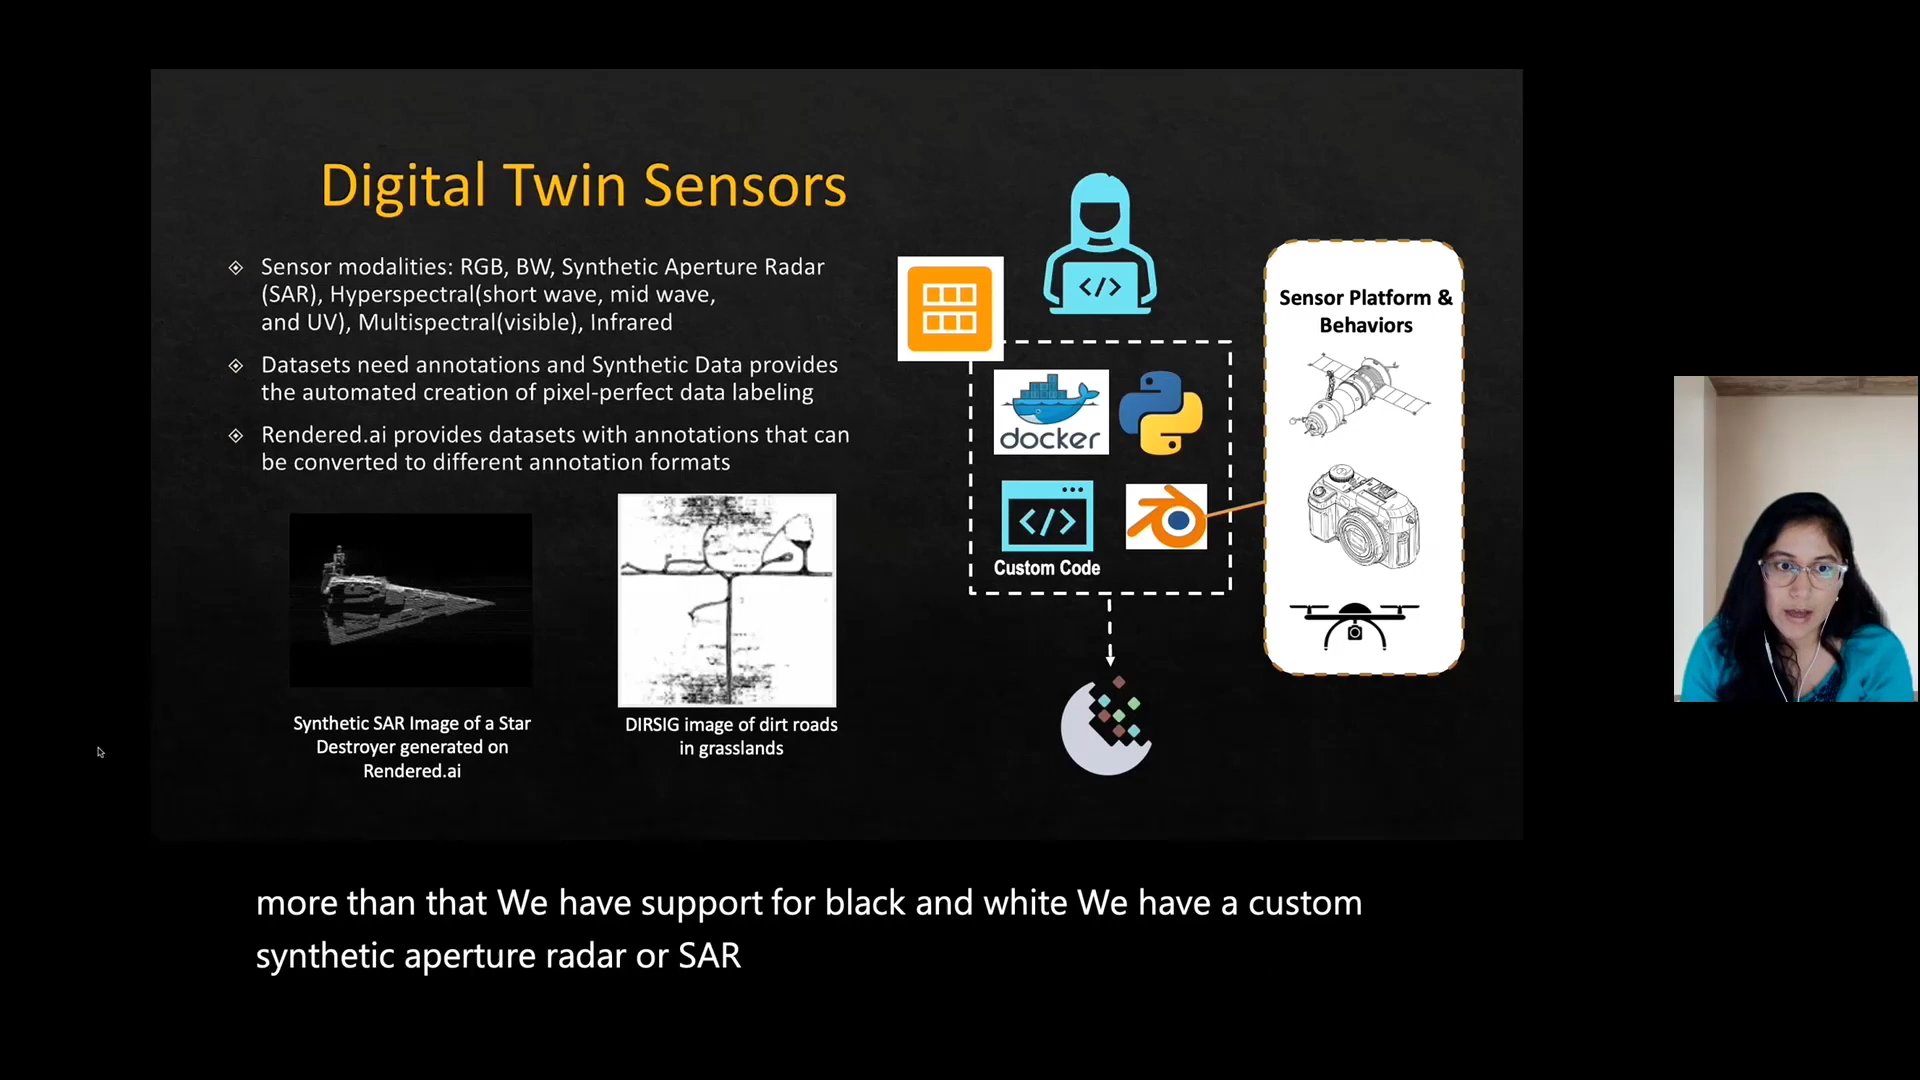 Digital Twin Sensors
Sensor modalities: RGB, BW, Synthetic Aperture Radar
(SAR), Hyperspectral(short wave, mid wave,
and UV), Multispectral(visible), Infrared
Datasets need annotations and Synthetic Data provides
the automated creation of pixel-perfect data labeling
Rendered.ai provides datasets with annotations that can
be converted to different annotation formats
Synthetic SAR Image of a Star
Destroyer generated on
Rendered.ai
DIRSIG image of dirt roads
in grasslands
</>
docker
</>
Custom Code
Sensor Platform &
Behaviors
more than that We have support for black and white We have a custom
synthetic aperture radar or SAR